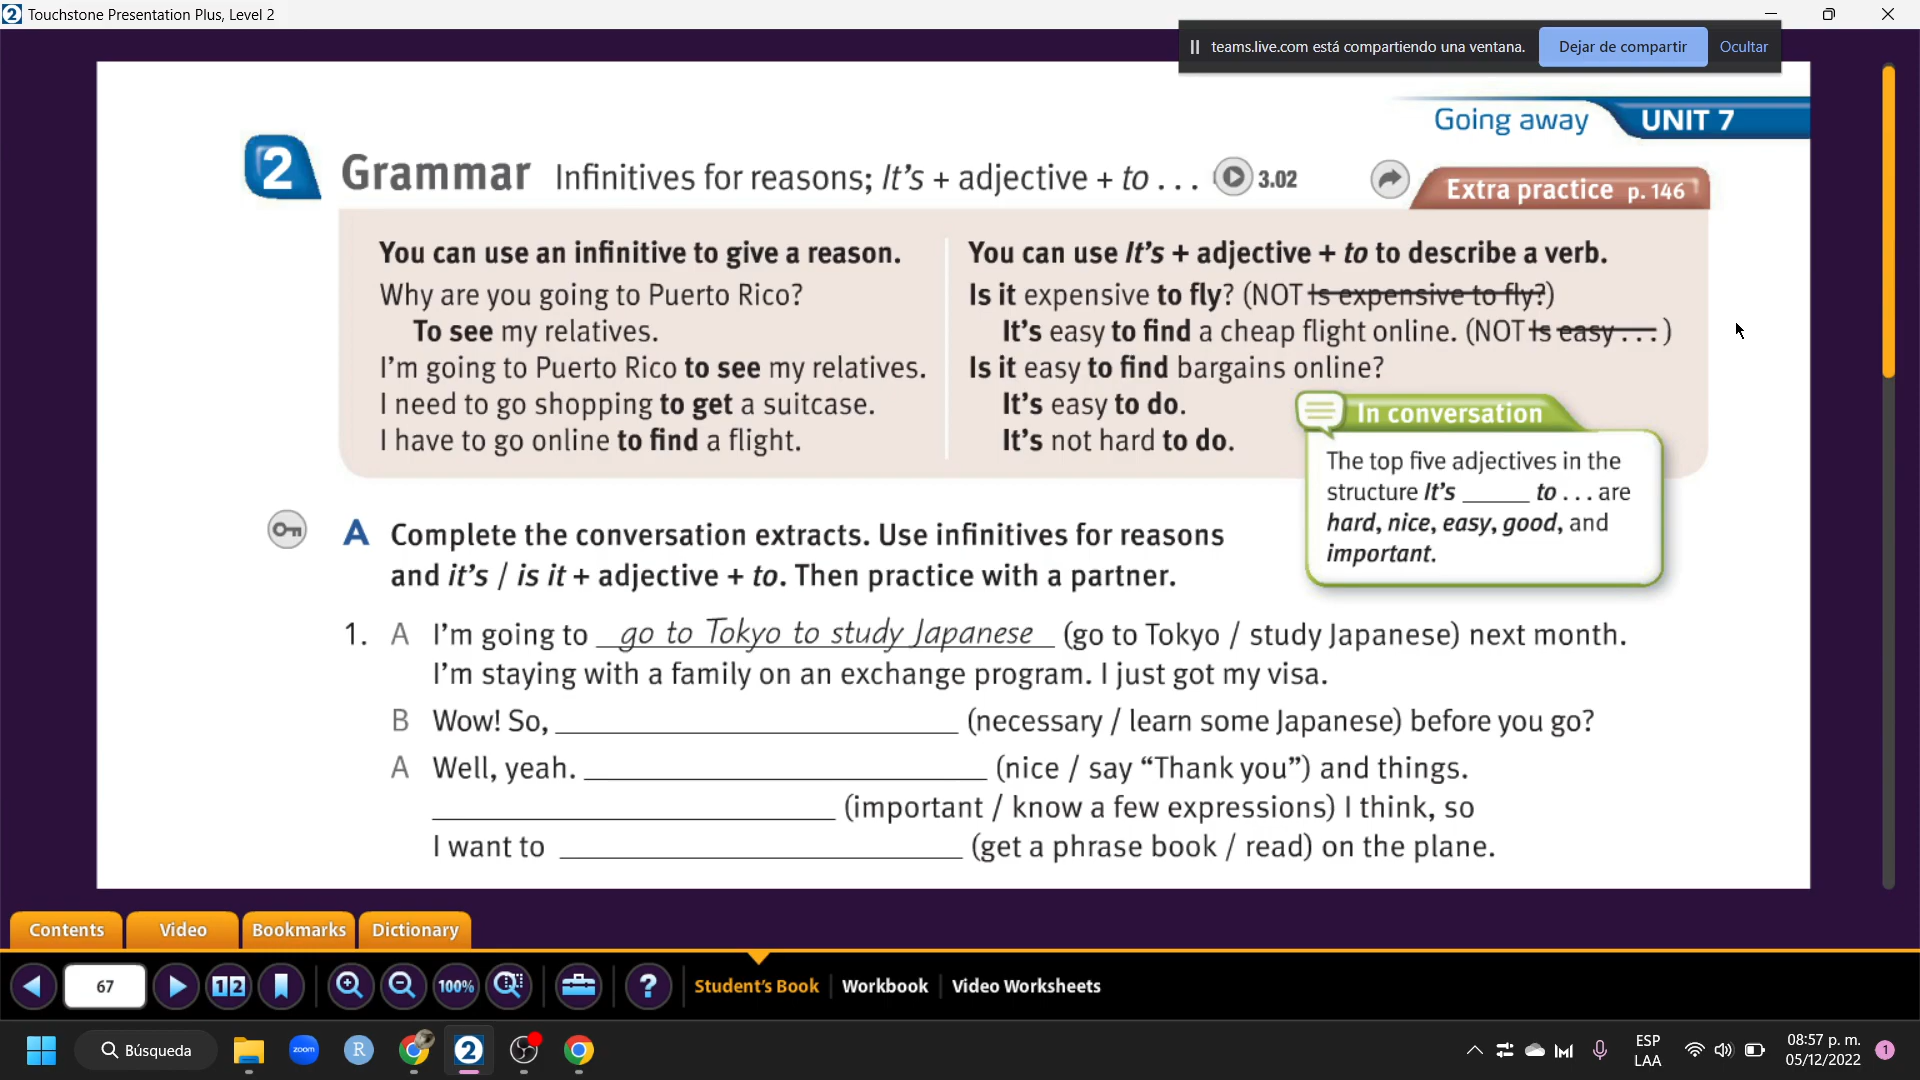 Touchstone Presentation Plus, Level 2
teams.live.com está compartiendo una ventana. Dejar de compartir Ocultar
Going away UNIT 7
2 Grammar Infinitives for reasons; It's + adjective + to . . . 3.02 Extra practice p. 146
You can use an infinitive to give a reason.
Why are you going to Puerto Rico?
To see my relatives.
I'm going to Puerto Rico to see my relatives.
I need to go shopping to get a suitcase.
I have to go online to find a flight.
You can use It's + adjective + to to describe a verb.
Is it expensive to fly? (NOT Is expensive to fly?)
It's easy to find a cheap flight online. (NOT Is easy . . . )
Is it easy to find bargains online?
It's easy to do.
It's not hard to do.
In conversation
The top five adjectives in the
structure It's _____ to . . . are
hard, nice, easy, good, and
important.
A Complete the conversation extracts. Use infinitives for reasons
and it's / is it + adjective + to. Then practice with a partner.
1. A I'm going to go to Tokyo to study Japanese (go to Tokyo / study Japanese) next month.
I'm staying with a family on an exchange program. I just got my visa.
B Wow! So, ______________ (necessary / learn some Japanese) before you go?
A Well, yeah. ______________ (nice / say “Thank you”) and things.
______________ (important / know a few expressions) I think, so
I want to ______________ (get a phrase book / read) on the plane.
Contents Video Bookmarks Dictionary
67 12 100% ? Student's Book Workbook Video Worksheets
Búsqueda zoom R 2 ESP 08:57 p. m. 1
LAA 05/12/2022